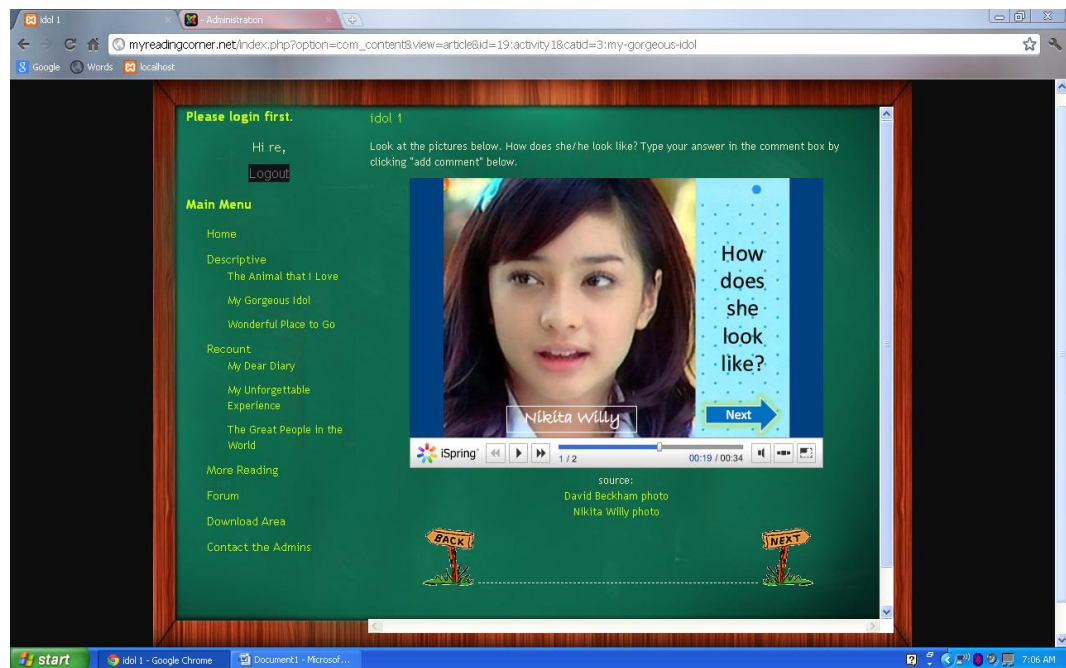 idol 1
- Administration
myreadingcorner.net/index.php?option=com_content&view=article&id=19:activity1&catid=3:my-gorgeous-idol
Google Words localhost
Please login first.
Hi re,
Logout
Main Menu
Home
Descriptive
The Animal that I Love
My Gorgeous Idol
Wonderful Place to Go
Recount
My Dear Diary
My Unforgettable
Experience
The Great People in the
World
More Reading
Forum
Download Area
Contact the Admins
idol 1
Look at the pictures below. How does she/he look like? Type your answer in the comment box by
clicking "add comment" below.
How
does
she
look
like?
Next
Nikita Willy
iSpring
1 / 2
00:19 / 00:34
source:
David Beckham photo
Nikita Willy photo
BACK
NEXT
start
idol 1 - Google Chrome
Document1 - Microsof...
7:06 AM